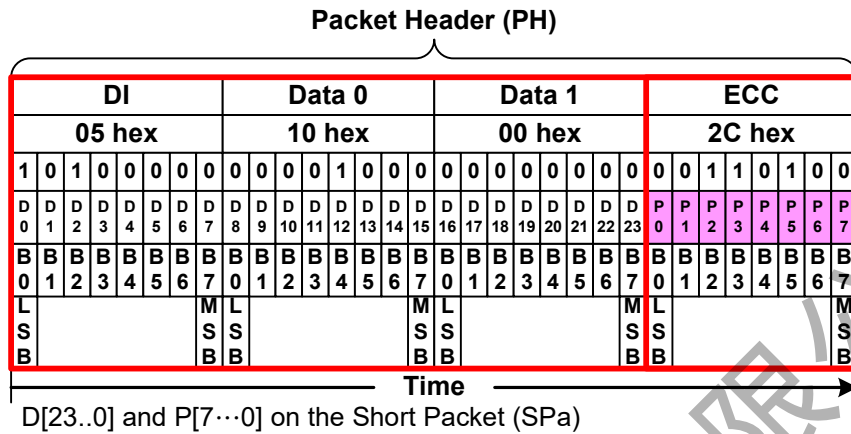 Packet Header (PH)
DI Data 0 Data 1 ECC
05 hex 10 hex 00 hex 2C hex
1 0 1 0 0 0 0 0 0 0 0 0 1 0 0 0 0 0 0 0 0 0 0 0 0 0 1 1 0 1 0 0
D0 D1 D2 D3 D4 D5 D6 D7 D8 D9 D10 D11 D12 D13 D14 D15 D16 D17 D18 D19 D20 D21 D22 D23 P0 P1 P2 P3 P4 P5 P6 P7
B0 B1 B2 B3 B4 B5 B6 B7 B0 B1 B2 B3 B4 B5 B6 B7 B0 B1 B2 B3 B4 B5 B6 B7 B0 B1 B2 B3 B4 B5 B6 B7
LSB MSB LSB MSB LSB MSB LSB MSB
Time
D[23..0] and P[7⋯0] on the Short Packet (SPa)
限